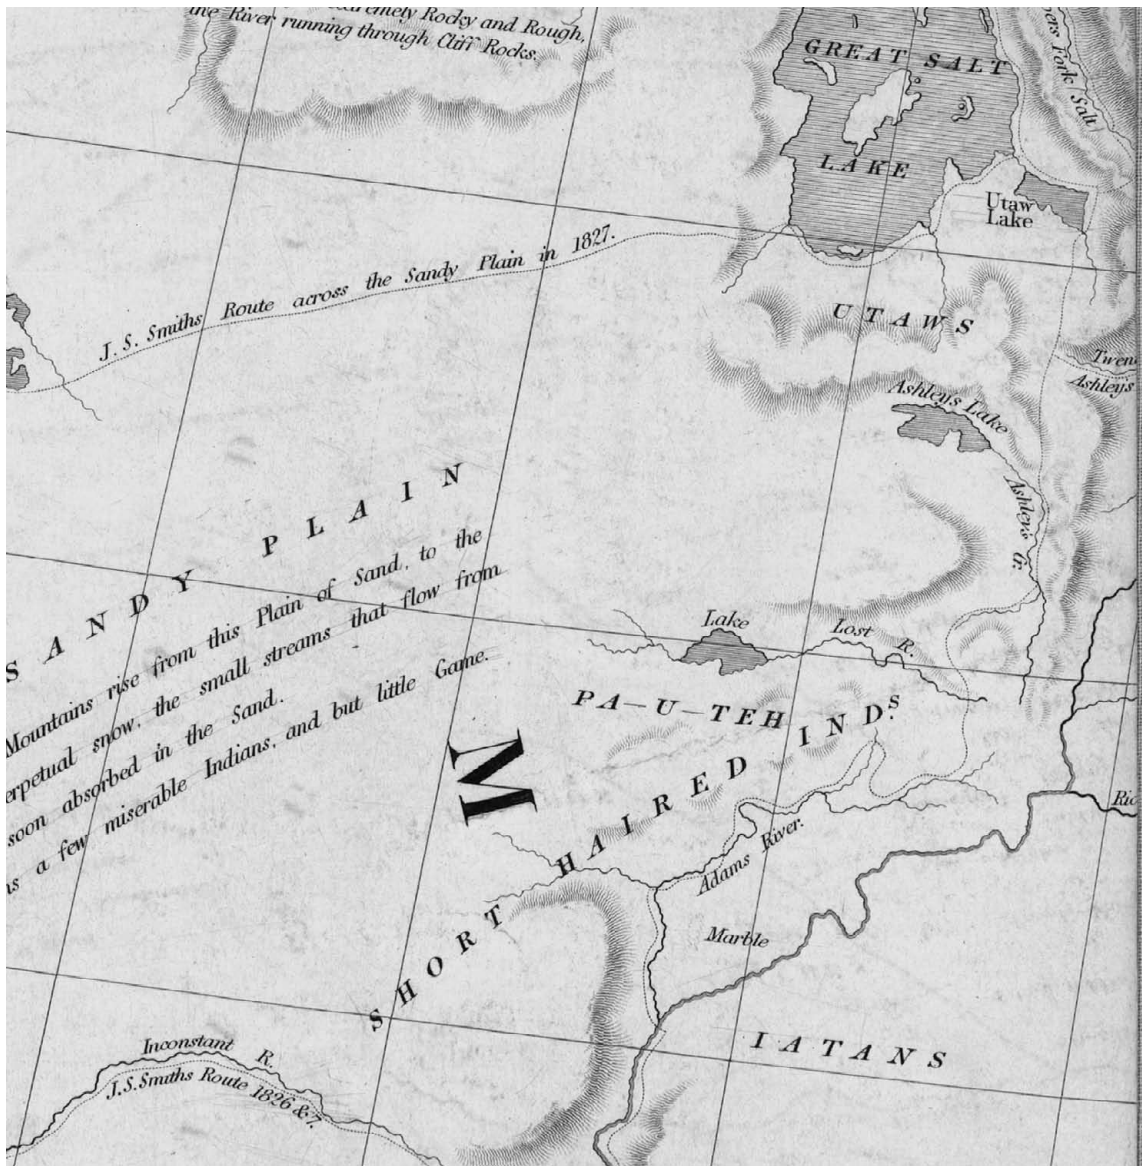 Rocky and Rough,
the River running through Cliff Rocks.
GREAT SALT
LAKE
Fork Salt
Utaw
Lake
J. S. Smiths Route across the Sandy Plain in 1827.
UTAWS
Ashleys Lake
Ashleys
Ashleys
SANDY PLAIN
Mountains rise from this Plain of Sand, to the
snow, the small streams that flow from
soon absorbed in the Sand.
a few miserable Indians, and but little Game.
Lake
Lost R.
PA-U-TEH
M
SHORT HAIRED INDS.
Adams River.
Marble
IATANS
Inconstant R.
J.S. Smiths Route 1826 & 7.